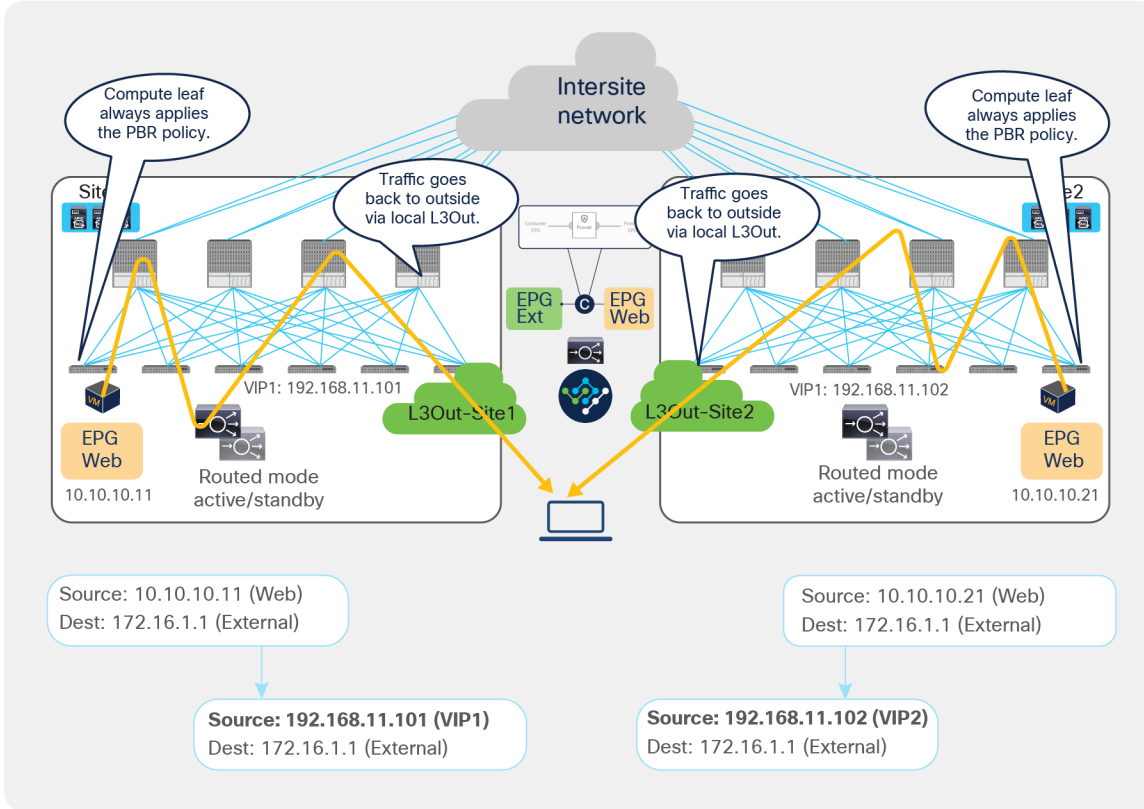 Intersite
network
Compute leaf
always applies
the PBR policy.
Compute leaf
always applies
the PBR policy.
Traffic goes
back to outside
via local L3Out.
Traffic goes
back to outside
via local L3Out.
Consumer
EPG
Firewall
EPG
Ext
C
EPG
Web
VIP1: 192.168.11.101
VIP1: 192.168.11.102
L3Out-Site1
L3Out-Site2
VM
EPG
Web
10.10.10.11
Routed mode
active/standby
Routed mode
active/standby
VM
EPG
Web
10.10.10.21
Source: 10.10.10.11 (Web)
Dest: 172.16.1.1 (External)
Source: 10.10.10.21 (Web)
Dest: 172.16.1.1 (External)
Source: 192.168.11.101 (VIP1)
Dest: 172.16.1.1 (External)
Source: 192.168.11.102 (VIP2)
Dest: 172.16.1.1 (External)